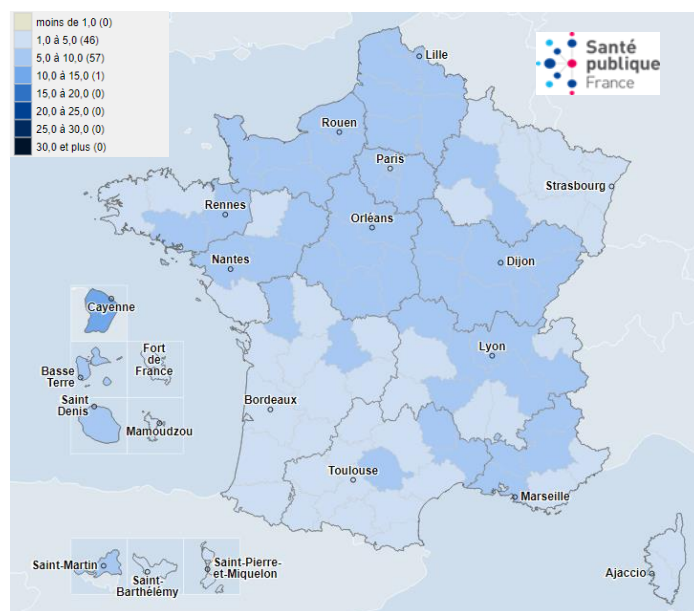 moins de 1,0 (0)
1,0 à 5,0 (46)
5,0 à 10,0 (57)
10,0 à 15,0 (1)
15,0 à 20,0 (0)
20,0 à 25,0 (0)
25,0 à 30,0 (0)
30,0 et plus (0)
Santé
publique
France
Lille
Rouen
Paris
Strasbourg
Rennes
Orléans
Nantes
Dijon
Cayenne
Lyon
Basse
Terre
Fort
de
France
Saint
Denis
Mamoudzou
Bordeaux
Toulouse
Marseille
Saint-Martin
Saint-
Barthélémy
Saint-Pierre-
et-Miquelon
Ajaccio